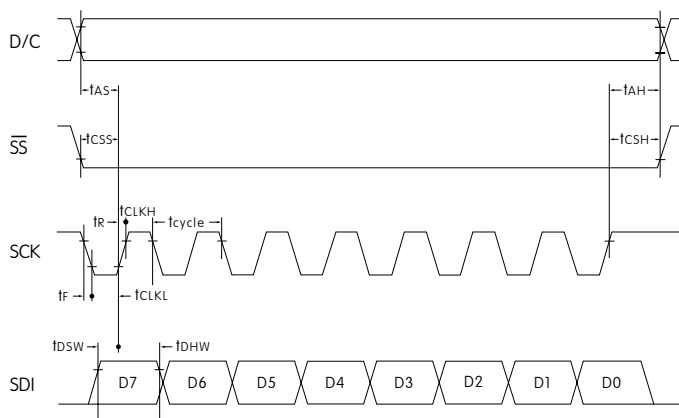 D/C
tAS
tAH
S̅S̅
tCSS
tCSH
tR
tCLKH
tcycle
SCK
tF
tCLKL
tDSW
tDHW
SDI
D7 D6 D5 D4 D3 D2 D1 D0